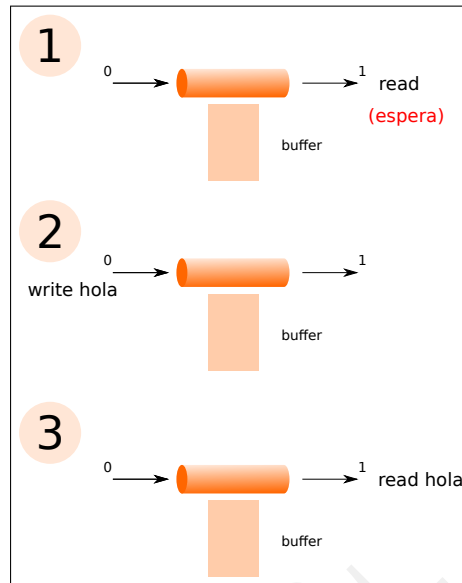 1
0
1
read
(espera)
buffer
2
0
1
write hola
buffer
3
0
1
read hola
buffer